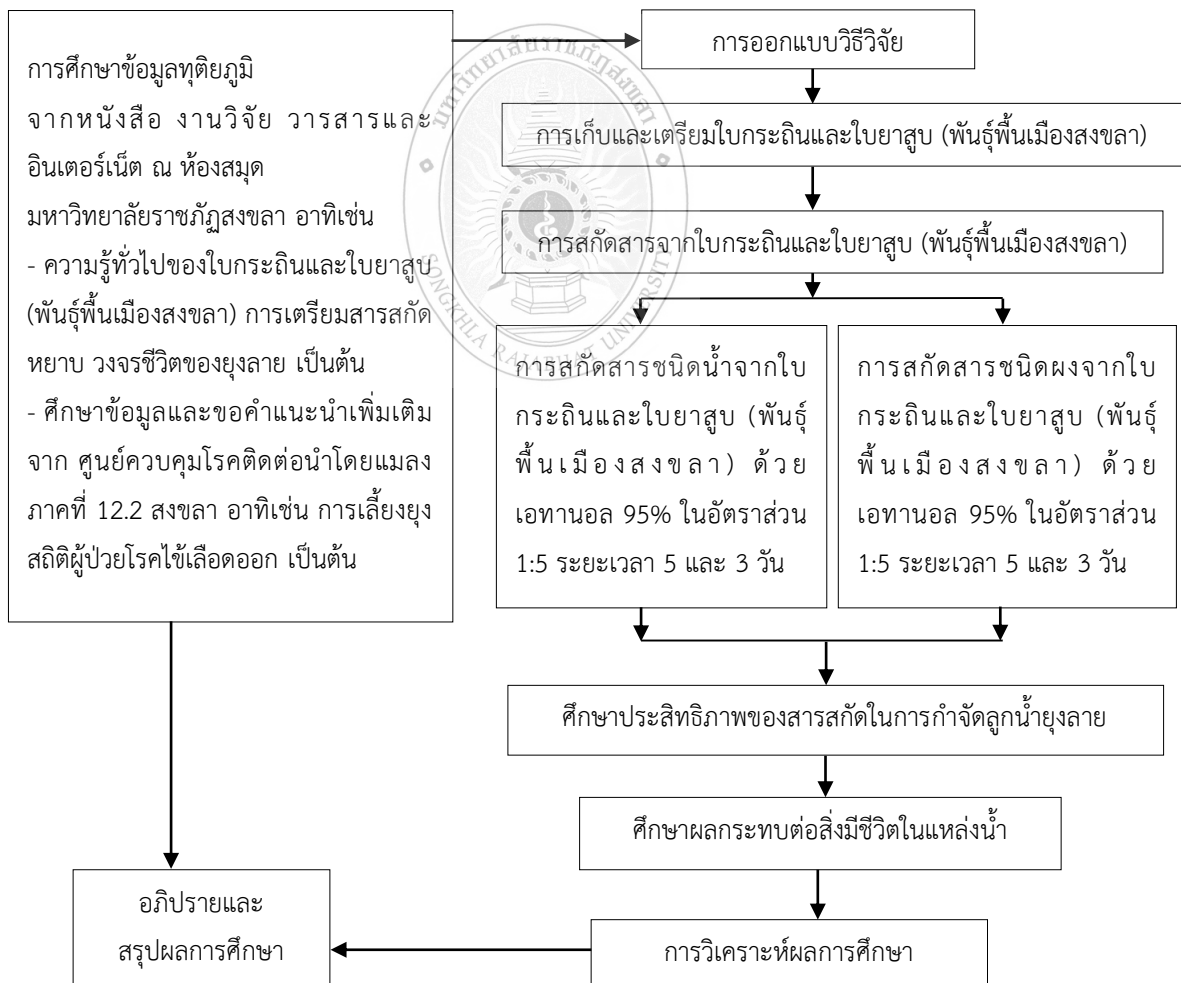 การศึกษาข้อมูลทุติยภูมิ
จากหนังสือ งานวิจัย วารสารและ
อินเตอร์เน็ต ณ ห้องสมุด
มหาวิทยาลัยราชภัฏสงขลา อาทิเช่น
- ความรู้ทั่วไปของใบกระถินและใบยาสูบ
(พันธุ์พื้นเมืองสงขลา) การเตรียมสารสกัด
หยาบ วงจรชีวิตของยุงลาย เป็นต้น
- ศึกษาข้อมูลและขอคำแนะนำเพิ่มเติม
จาก ศูนย์ควบคุมโรคติดต่อนำโดยแมลง
ภาคที่ 12.2 สงขลา อาทิเช่น การเลี้ยงยุง
สถิติผู้ป่วยโรคไข้เลือดออก เป็นต้น
การออกแบบวิธีวิจัย
การเก็บและเตรียมใบกระถินและใบยาสูบ (พันธุ์พื้นเมืองสงขลา)
การสกัดสารจากใบกระถินและใบยาสูบ (พันธุ์พื้นเมืองสงขลา)
การสกัดสารชนิดน้ำจากใบ
กระถินและใบยาสูบ (พันธุ์
พื้นเมืองสงขลา) ด้วย
เอทานอล 95% ในอัตราส่วน
1:5 ระยะเวลา 5 และ 3 วัน
การสกัดสารชนิดผงจากใบ
กระถินและใบยาสูบ (พันธุ์
พื้นเมืองสงขลา) ด้วย
เอทานอล 95% ในอัตราส่วน
1:5 ระยะเวลา 5 และ 3 วัน
ศึกษาประสิทธิภาพของสารสกัดในการกำจัดลูกน้ำยุงลาย
ศึกษาผลกระทบต่อสิ่งมีชีวิตในแหล่งน้ำ
การวิเคราะห์ผลการศึกษา
อภิปรายและ
สรุปผลการศึกษา
มหาวิทยาลัยราชภัฏสงขลา
SONGKHLA RAJABHAT UNIVERSITY